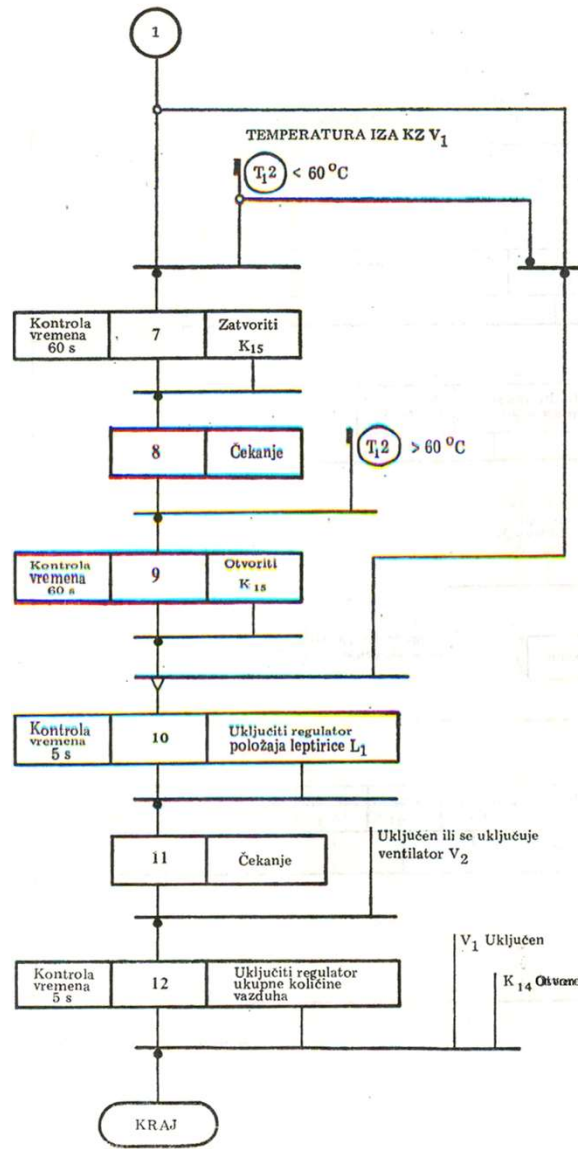 1
TEMPERATURA IZA KZ V1
T12 < 60 °C
Kontrola
vremena
60 s
7
Zatvoriti
K15
8
Čekanje
T12 > 60 °C
Kontrola
vremena
60 s
9
Otvoriti
K15
Kontrola
vremena
5 s
10
Uključiti regulator
položaja leptirice L1
11
Čekanje
Uključen ili se uključuje
ventilator V2
Kontrola
vremena
5 s
12
Uključiti regulator
ukupne količine
vazduha
V1 Uključen
K14
KRAJ